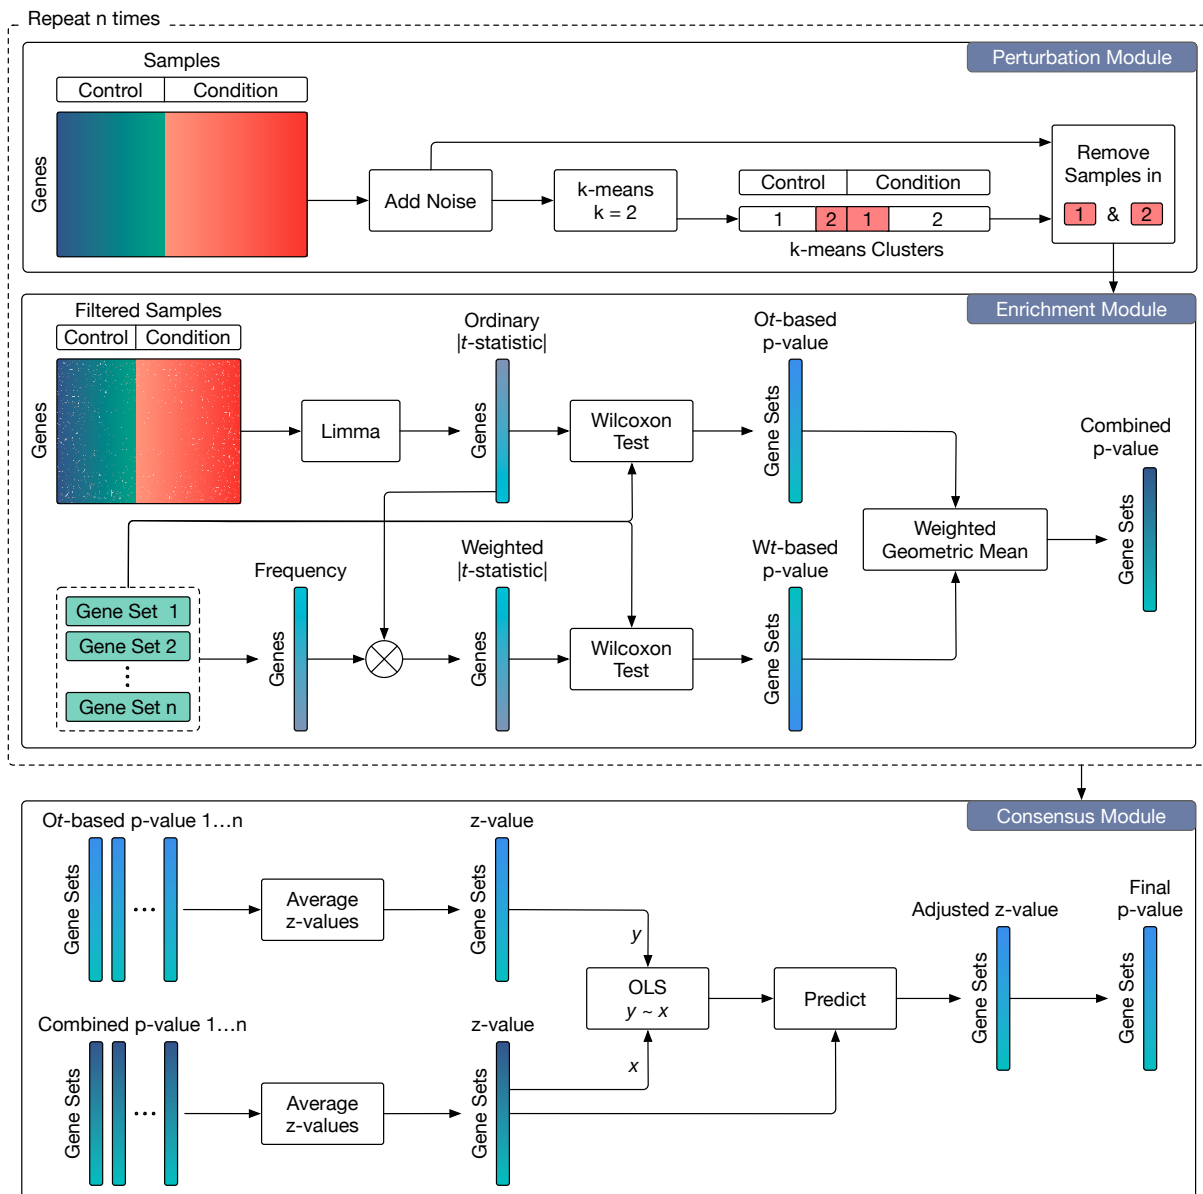 Repeat n times
Perturbation Module
Samples
Control Condition
Genes
Add Noise
k-means
k = 2
Control Condition
1 2 1 2
k-means Clusters
Remove
Samples in
1 & 2
Enrichment Module
Filtered Samples
Control Condition
Genes
Limma
Ordinary
|t-statistic|
Genes
Wilcoxon
Test
Ot-based
p-value
Gene Sets
Combined
p-value
Gene Sets
Weighted
Geometric Mean
Gene Set 1
Gene Set 2
Gene Set n
Frequency
Genes
Weighted
|t-statistic|
Genes
Wilcoxon
Test
Wt-based
p-value
Gene Sets
Consensus Module
Ot-based p-value 1...n
Gene Sets
Average
z-values
z-value
Gene Sets
y
OLS
y ~ x
x
Predict
Adjusted z-value
Gene Sets
Final
p-value
Gene Sets
Combined p-value 1...n
Gene Sets
Average
z-values
z-value
Gene Sets